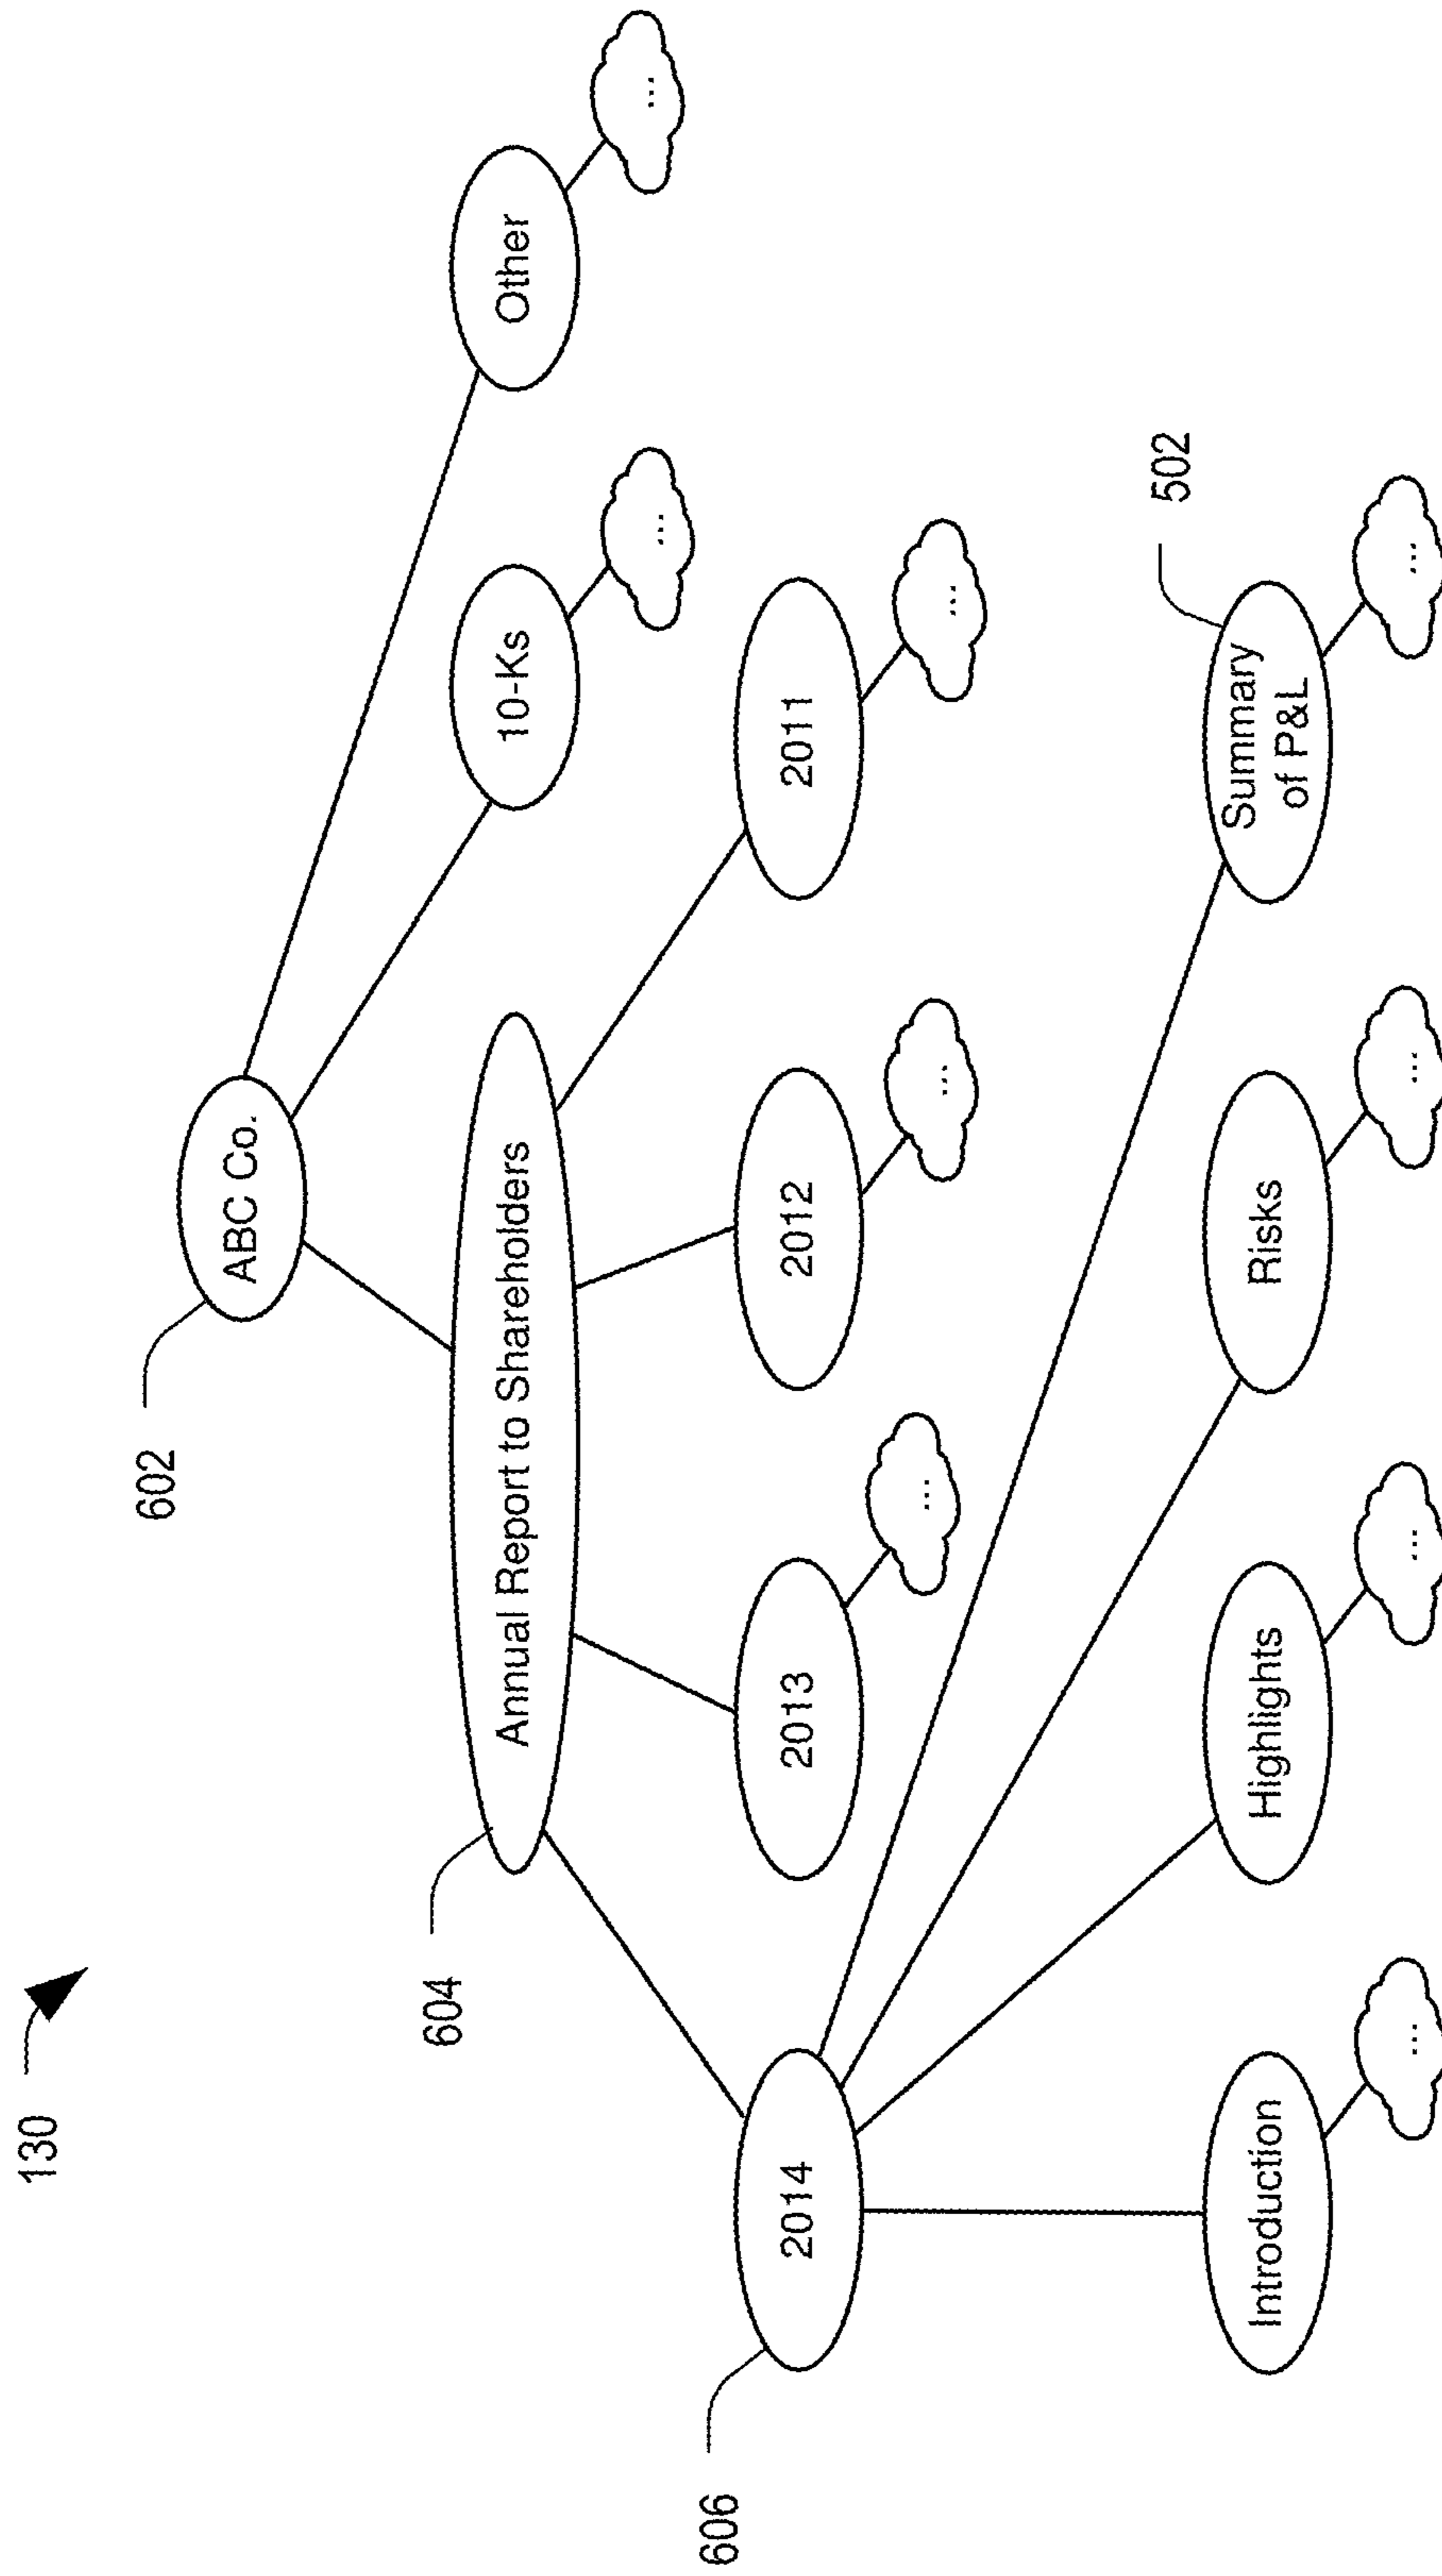 130
602
ABC Co.
604
Annual Report to Shareholders
10-Ks
...
Other
...
606
2014
2013
...
2012
...
2011
...
502
Introduction
...
Highlights
...
Risks
...
Summary
of P&L
...